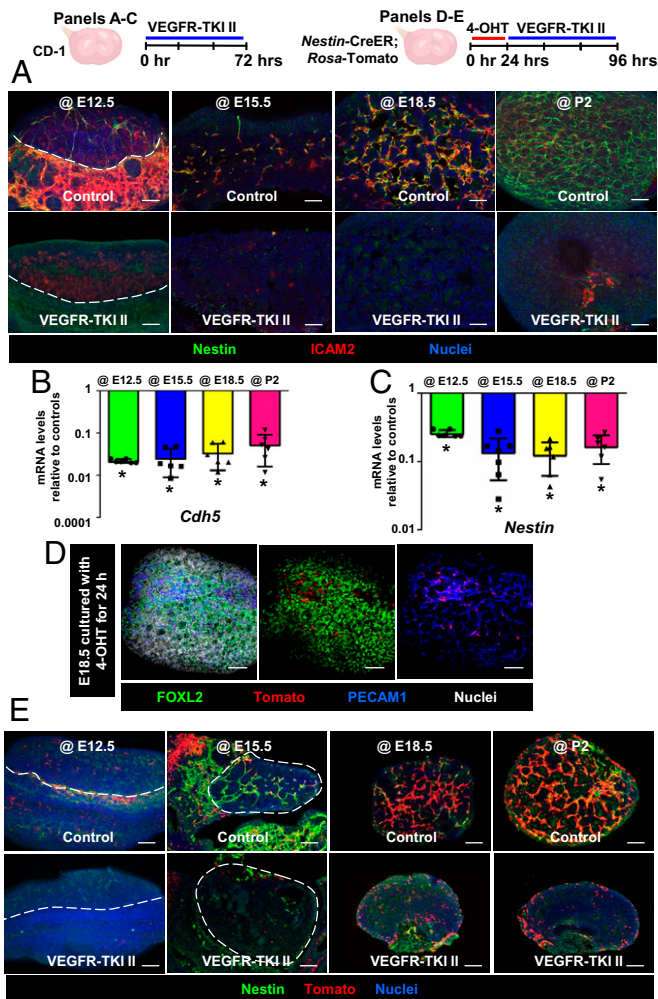 Panels A-C
CD-1
VEGFR-TKI II
0 hr
72 hrs
Panels D-E
Nestin-CreER;
Rosa-Tomato
4-OHT
VEGFR-TKI II
0 hr 24 hrs
96 hrs
A
@ E12.5
@ E15.5
@ E18.5
@ P2
Control
Control
Control
Control
VEGFR-TKI II
VEGFR-TKI II
VEGFR-TKI II
VEGFR-TKI II
Nestin
ICAM2
Nuclei
B
@ E12.5
@ E15.5
@ E18.5
@ P2
mRNA levels
relative to controls
1
0.1
0.01
0.0001
*
*
*
*
Cdh5
C
@ E12.5
@ E15.5
@ E18.5
@ P2
mRNA levels
relative to controls
1
0.1
0.01
*
*
*
*
Nestin
D
E18.5 cultured with
4-OHT for 24 h
FOXL2
Tomato
PECAM1
Nuclei
E
@ E12.5
@ E15.5
@ E18.5
@ P2
Control
Control
Control
Control
VEGFR-TKI II
VEGFR-TKI II
VEGFR-TKI II
VEGFR-TKI II
Nestin
Tomato
Nuclei